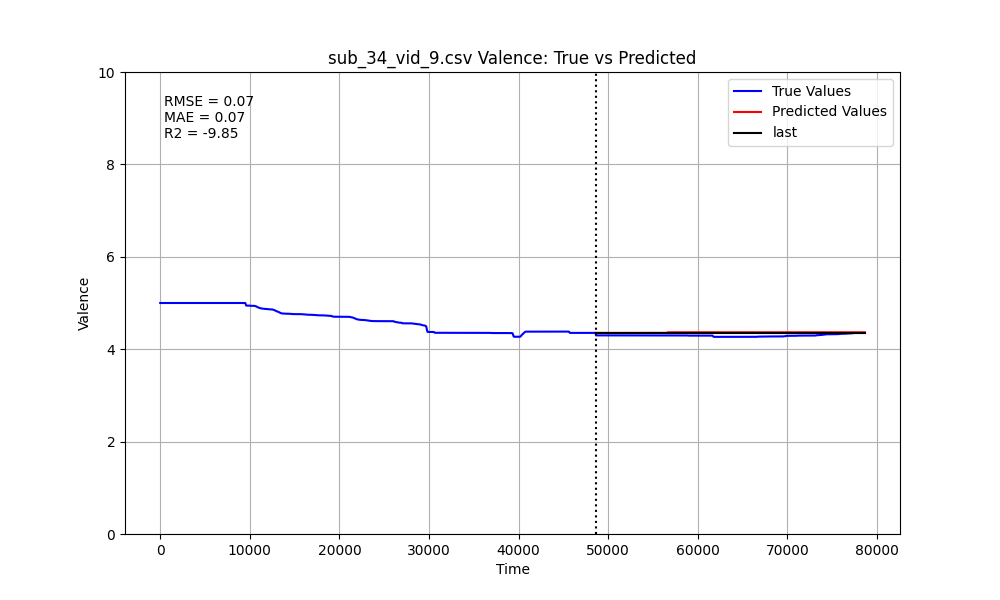 sub_34_vid_9.csv Valence: True vs Predicted
10
8
6
4
2
0
Valence
RMSE = 0.07
MAE = 0.07
R2 = -9.85
True Values
Predicted Values
last
0 10000 20000 30000 40000 50000 60000 70000 80000
Time